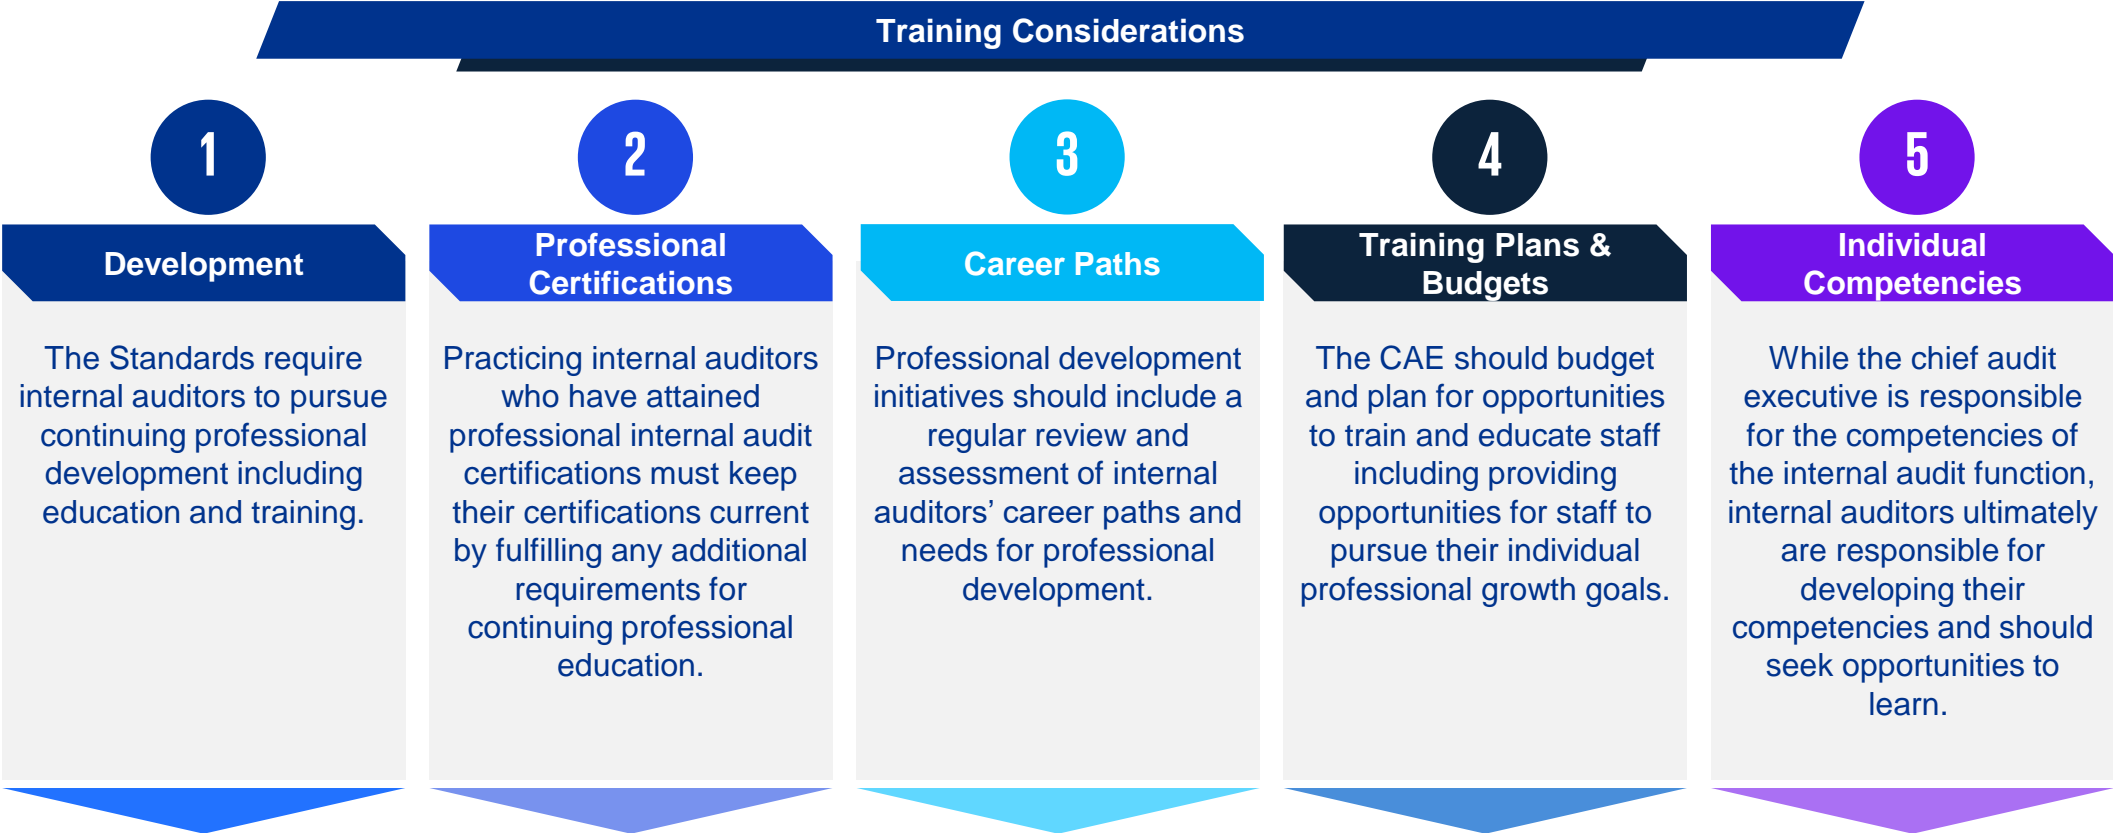 Training Considerations
1
Development
The Standards require
internal auditors to pursue
continuing professional
development including
education and training.
2
Professional
Certifications
Practicing internal auditors
who have attained
professional internal audit
certifications must keep
their certifications current
by fulfilling any additional
requirements for
continuing professional
education.
3
Career Paths
Professional development
initiatives should include a
regular review and
assessment of internal
auditors’ career paths and
needs for professional
development.
4
Training Plans &
Budgets
The CAE should budget
and plan for opportunities
to train and educate staff
including providing
opportunities for staff to
pursue their individual
professional growth goals.
5
Individual
Competencies
While the chief audit
executive is responsible
for the competencies of
the internal audit function,
internal auditors ultimately
are responsible for
developing their
competencies and should
seek opportunities to
learn.